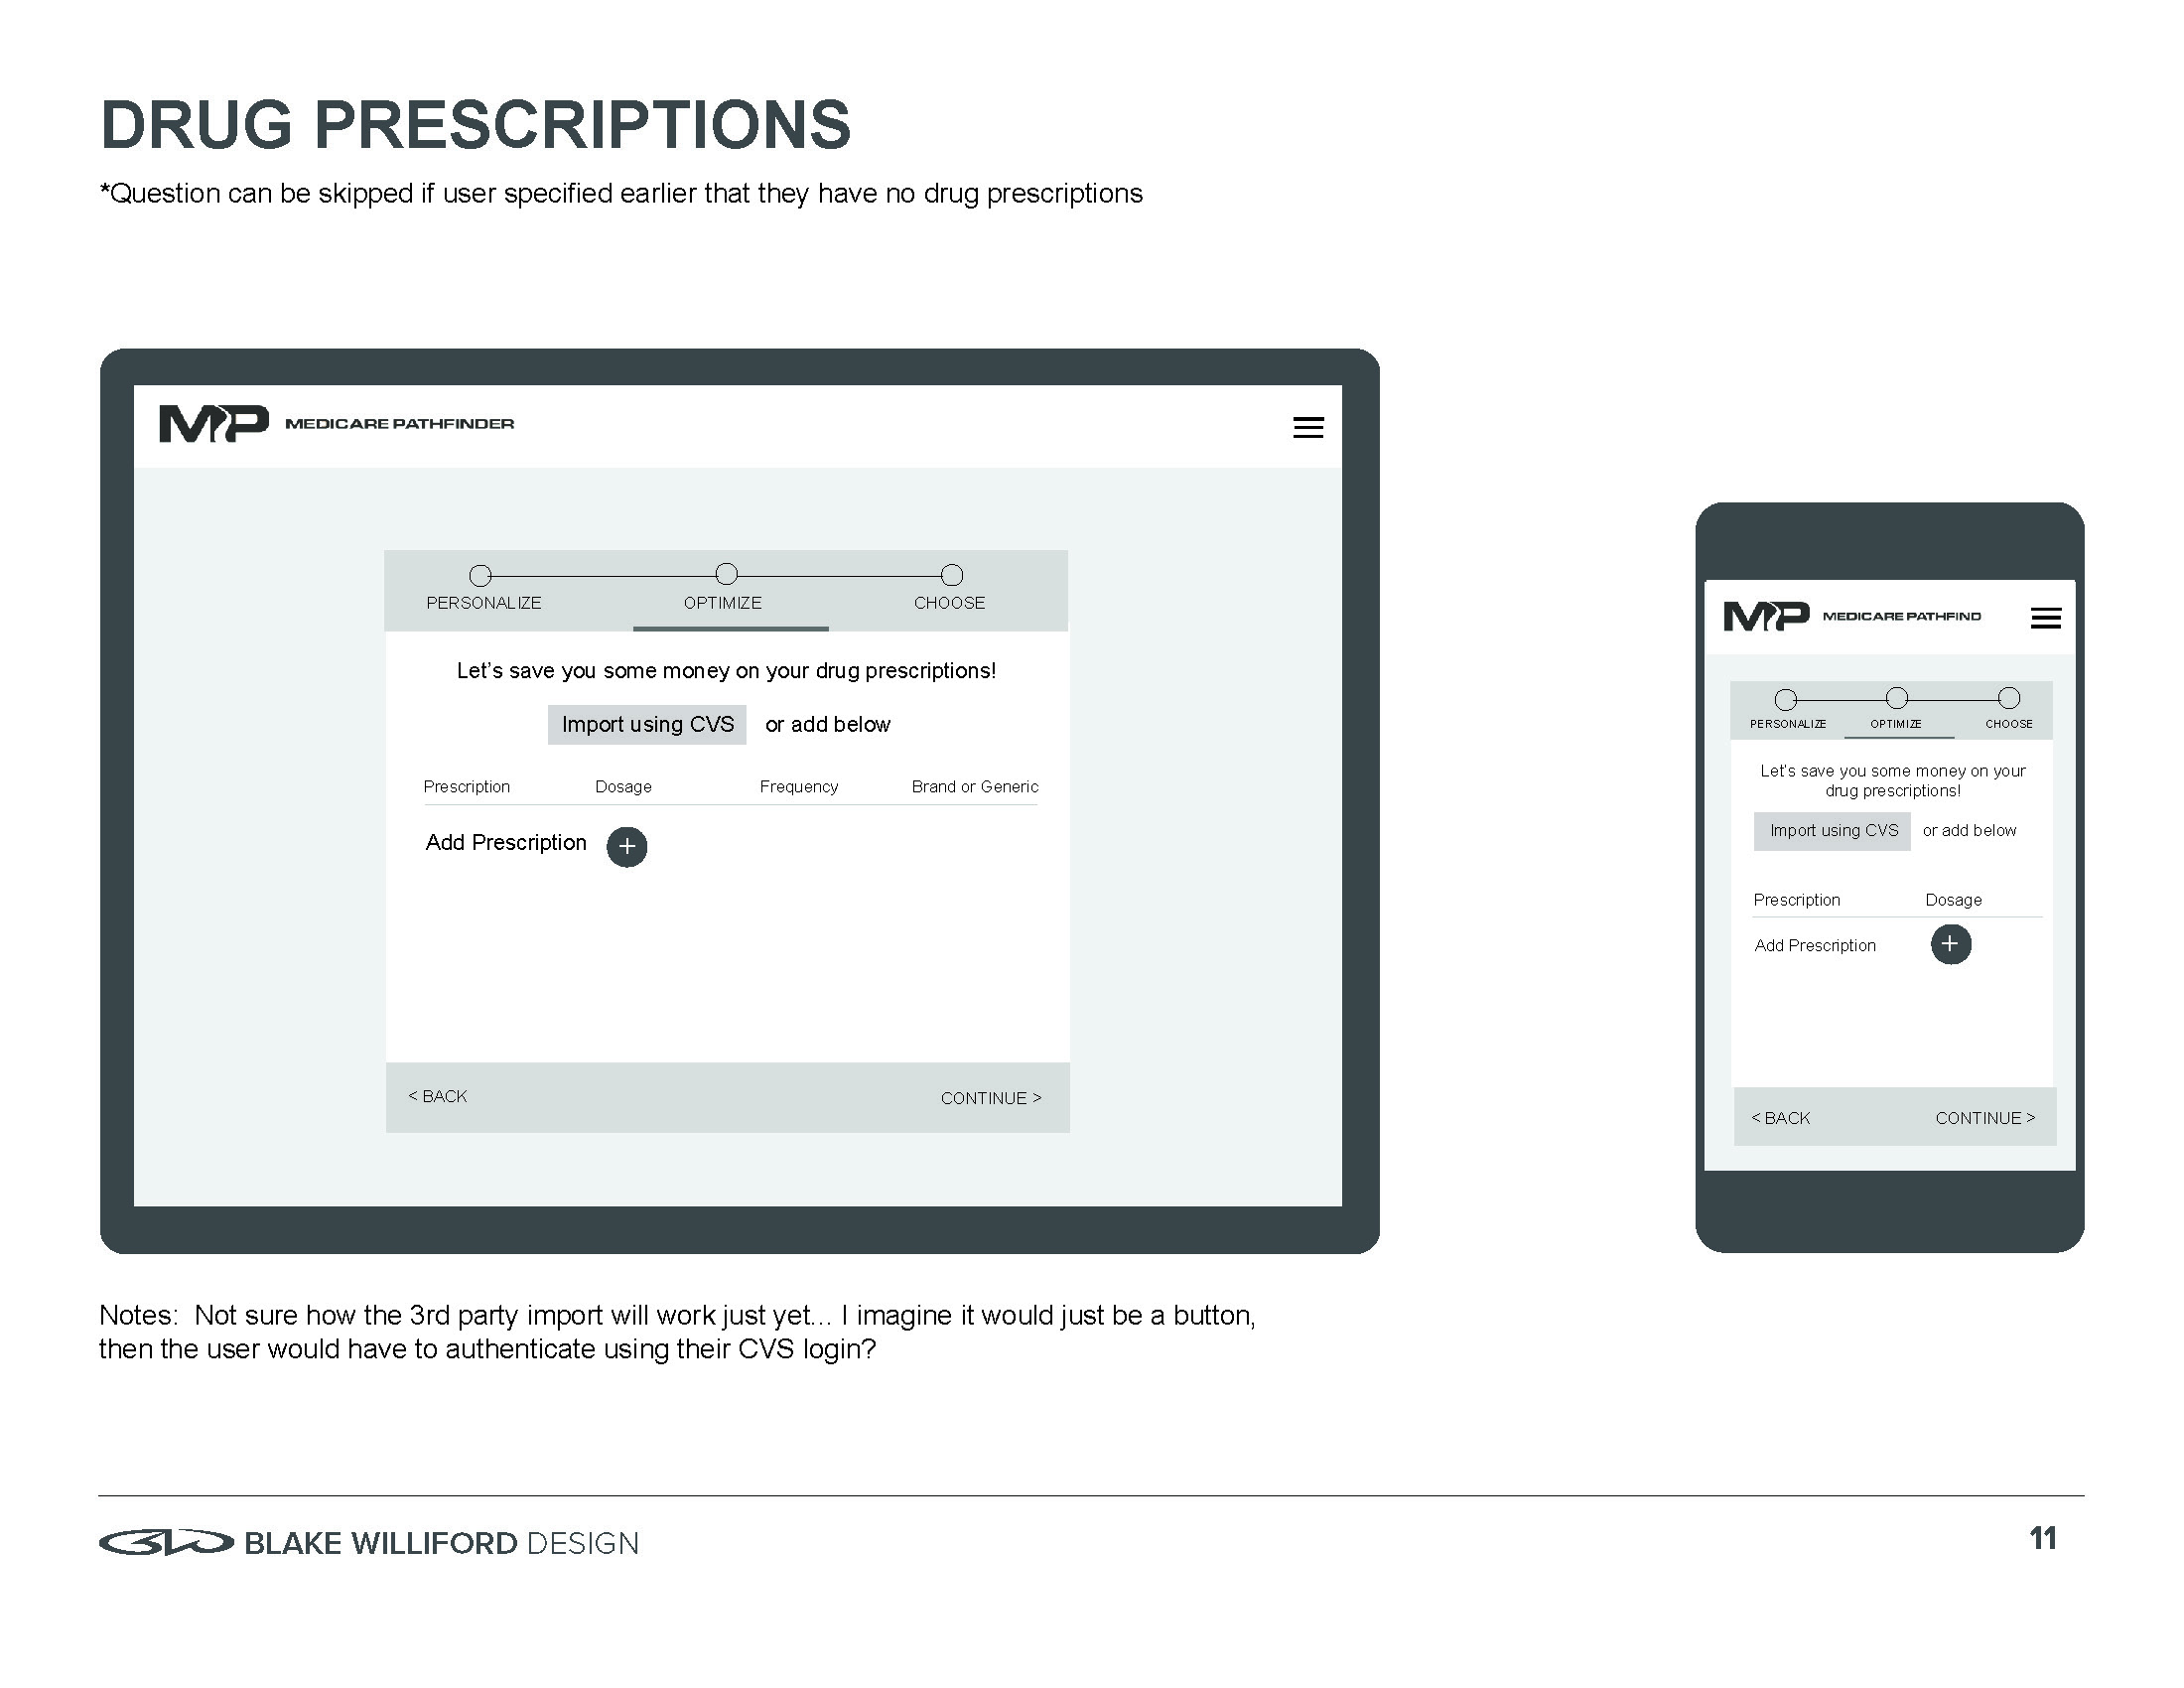 DRUG PRESCRIPTIONS
*Question can be skipped if user specified earlier that they have no drug prescriptions
MP MEDICARE PATHFINDER
PERSONALIZE OPTIMIZE CHOOSE
Let's save you some money on your drug prescriptions!
Import using CVS or add below
Prescription Dosage Frequency Brand or Generic
Add Prescription +
< BACK CONTINUE >
MP MEDICARE PATHFIND
PERSONALIZE OPTIMIZE CHOOSE
Let's save you some money on your
drug prescriptions!
Import using CVS or add below
Prescription Dosage
Add Prescription +
< BACK CONTINUE >
Notes:  Not sure how the 3rd party import will work just yet... I imagine it would just be a button,
then the user would have to authenticate using their CVS login?
BW BLAKE WILLIFORD DESIGN
11